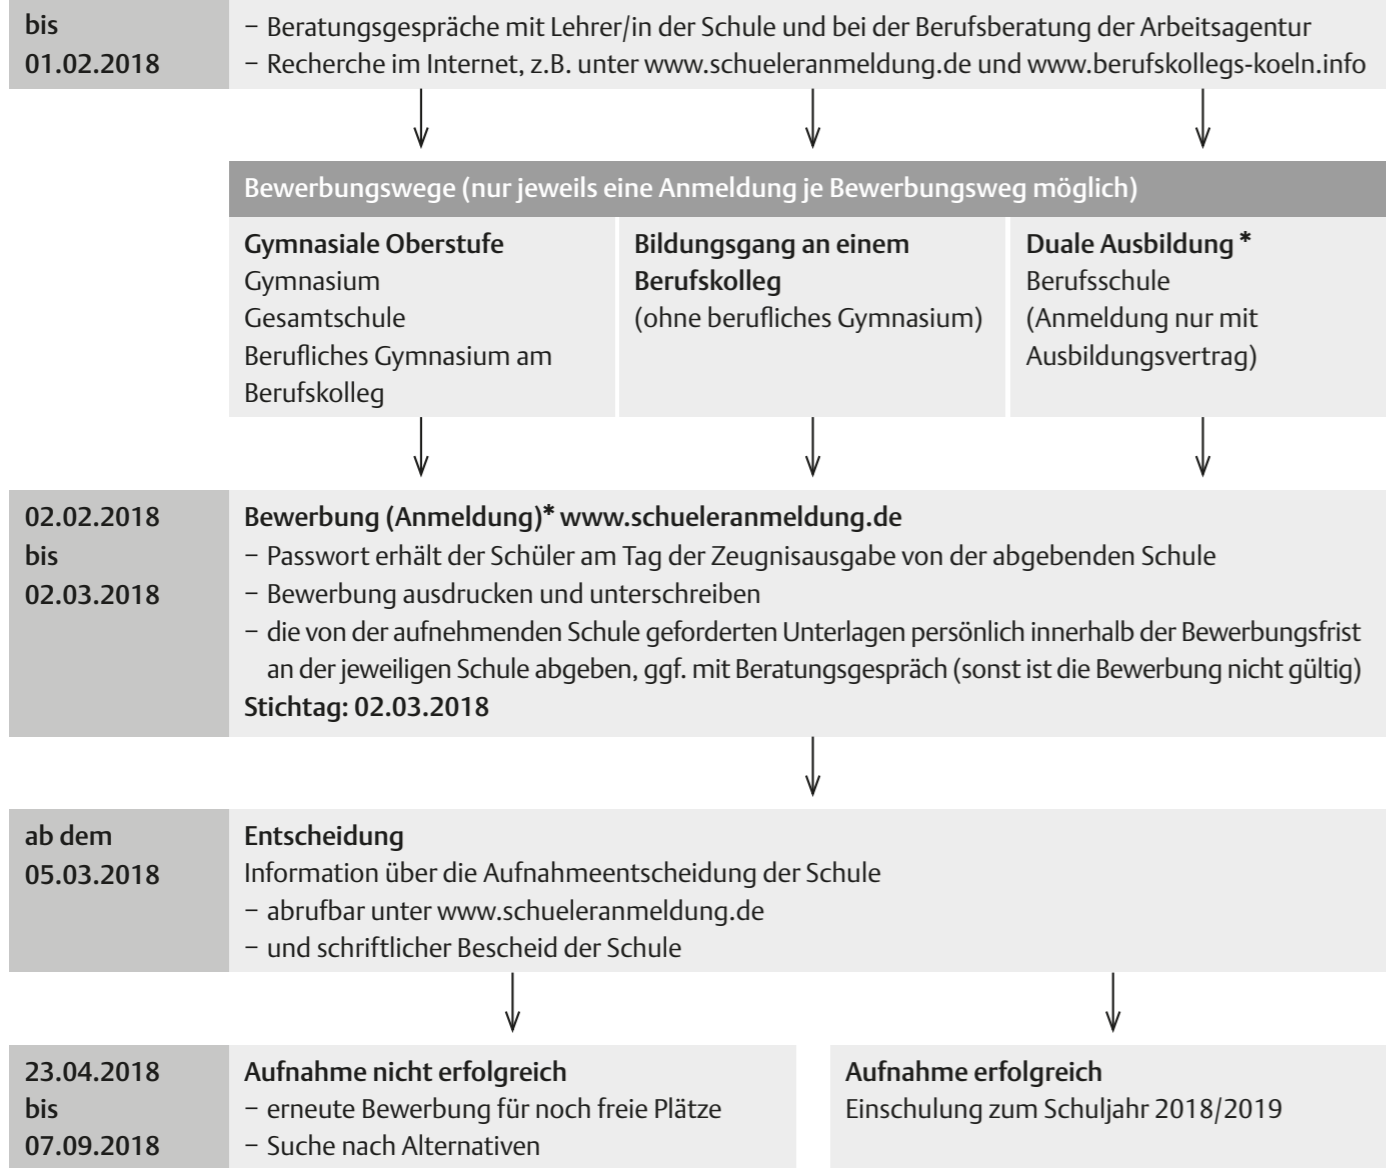 bis
01.02.2018
– Beratungsgespräche mit Lehrer/in der Schule und bei der Berufsberatung der Arbeitsagentur
– Recherche im Internet, z.B. unter www.schueleranmeldung.de und www.berufskollegs-koeln.info
Bewerbungswege (nur jeweils eine Anmeldung je Bewerbungsweg möglich)
Gymnasiale Oberstufe
Gymnasium
Gesamtschule
Berufliches Gymnasium am
Berufskolleg
Bildungsgang an einem
Berufskolleg
(ohne berufliches Gymnasium)
Duale Ausbildung *
Berufsschule
(Anmeldung nur mit
Ausbildungsvertrag)
02.02.2018
bis
02.03.2018
Bewerbung (Anmeldung)* www.schueleranmeldung.de
– Passwort erhält der Schüler am Tag der Zeugnisausgabe von der abgebenden Schule
– Bewerbung ausdrucken und unterschreiben
– die von der aufnehmenden Schule geforderten Unterlagen persönlich innerhalb der Bewerbungsfrist
an der jeweiligen Schule abgeben, ggf. mit Beratungsgespräch (sonst ist die Bewerbung nicht gültig)
Stichtag: 02.03.2018
ab dem
05.03.2018
Entscheidung
Information über die Aufnahmeentscheidung der Schule
– abrufbar unter www.schueleranmeldung.de
– und schriftlicher Bescheid der Schule
23.04.2018
bis
07.09.2018
Aufnahme nicht erfolgreich
– erneute Bewerbung für noch freie Plätze
– Suche nach Alternativen
Aufnahme erfolgreich
Einschulung zum Schuljahr 2018/2019